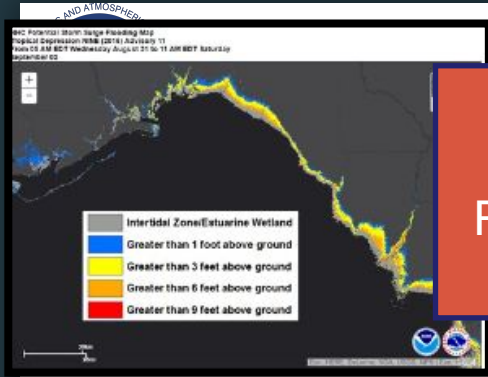 AND ATMOSPHERI
NHC Potential Storm Surge Flooding Map
Tropical Depression NINE (2016) Advisory 11
From 05 AM EDT Wednesday August 31 to 11 AM EDT Saturday
September 03
+
-
Intertidal Zone/Estuarine Wetland
Greater than 1 foot above ground
Greater than 3 feet above ground
Greater than 6 feet above ground
Greater than 9 feet above ground